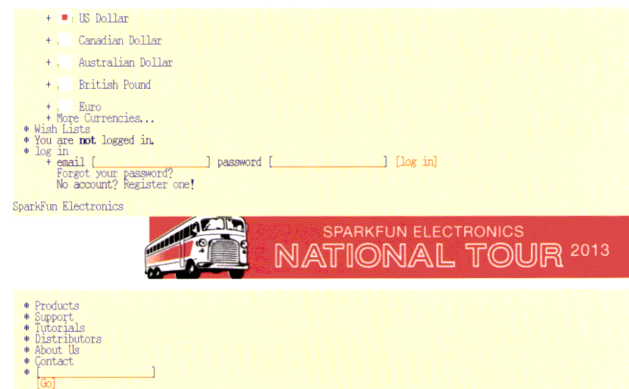 + : US Dollar
+ Canadian Dollar
+ Australian Dollar
+ British Pound
+ Euro
+ More Currencies...
* Wish Lists
* You are not logged in.
* log in
+ email [ ] password [ ] [log in]
Forgot your password?
No account? Register one!
SparkFun Electronics
SPARKFUN ELECTRONICS
NATIONAL TOUR 2013
* Products
* Support
* Tutorials
* Distributors
* About Us
* Contact
* [ ]
[Go]